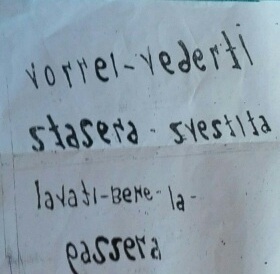 vorrei-vederti
stasera-svestita
lavati-bene-la-
passera